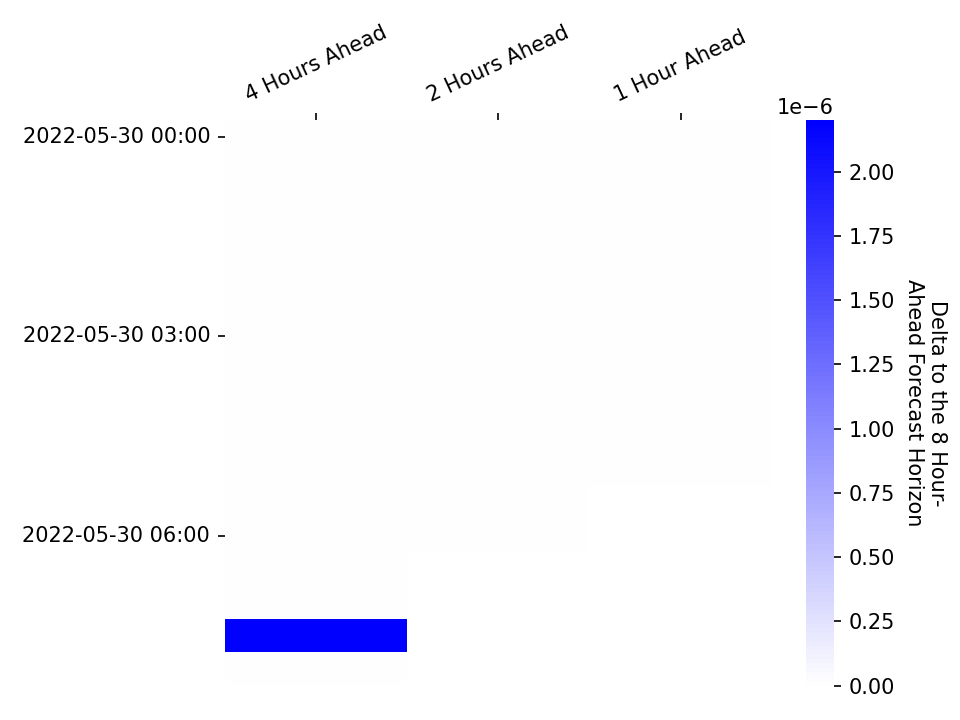 4 Hours Ahead
2 Hours Ahead
1 Hour Ahead
2022-05-30 00:00
2022-05-30 03:00
2022-05-30 06:00
1e−6
2.00
1.75
1.50
1.25
1.00
0.75
0.50
0.25
0.00
Delta to the 8 Hour-
Ahead Forecast Horizon